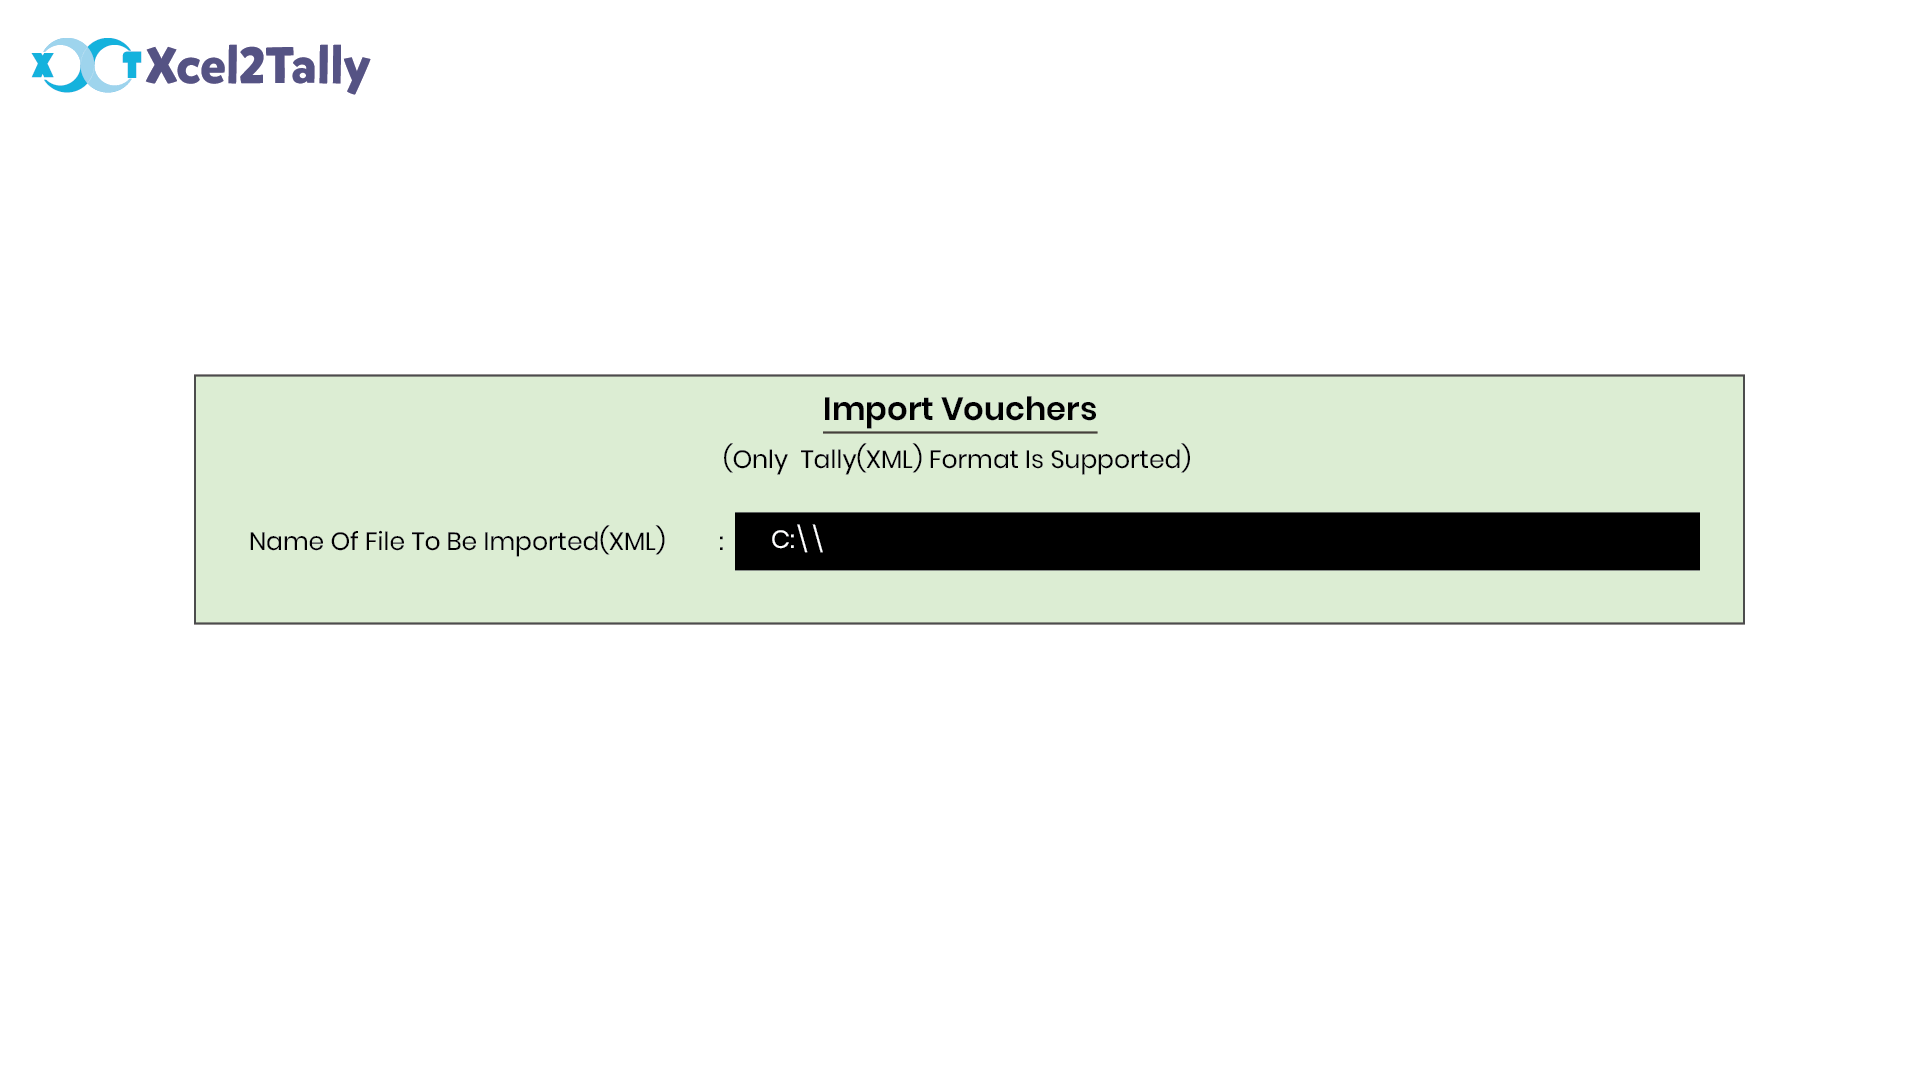 X T Xcel2Tally
Import Vouchers
(Only  Tally(XML) Format Is Supported)
Name Of File To Be Imported(XML) : C:\\